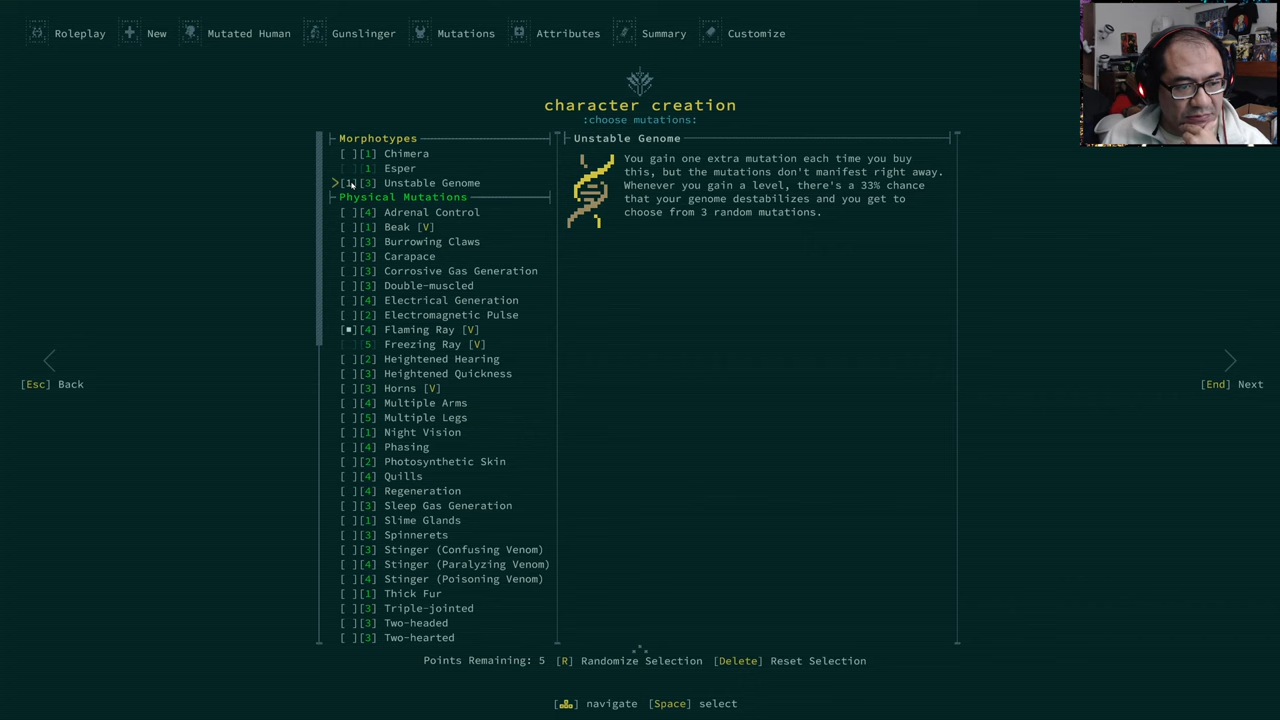 Roleplay New Mutated Human Gunslinger Mutations Attributes Summary Customize
character creation
:choose mutations:
Morphotypes
[ ][1] Chimera
[ ][1] Esper
>[1][3] Unstable Genome
Physical Mutations
[ ][4] Adrenal Control
[ ][1] Beak [V]
[ ][3] Burrowing Claws
[ ][3] Carapace
[ ][3] Corrosive Gas Generation
[ ][3] Double-muscled
[ ][4] Electrical Generation
[ ][2] Electromagnetic Pulse
[■][4] Flaming Ray [V]
[ ][5] Freezing Ray [V]
[ ][2] Heightened Hearing
[ ][3] Heightened Quickness
[ ][3] Horns [V]
[ ][4] Multiple Arms
[ ][5] Multiple Legs
[ ][1] Night Vision
[ ][4] Phasing
[ ][2] Photosynthetic Skin
[ ][4] Quills
[ ][4] Regeneration
[ ][3] Sleep Gas Generation
[ ][1] Slime Glands
[ ][3] Spinnerets
[ ][3] Stinger (Confusing Venom)
[ ][4] Stinger (Paralyzing Venom)
[ ][4] Stinger (Poisoning Venom)
[ ][1] Thick Fur
[ ][3] Triple-jointed
[ ][3] Two-headed
[ ][3] Two-hearted
Unstable Genome
You gain one extra mutation each time you buy
this, but the mutations don't manifest right away.
Whenever you gain a level, there's a 33% chance
that your genome destabilizes and you get to
choose from 3 random mutations.
[Esc] Back
[End] Next
Points Remaining: 5 [R] Randomize Selection [Delete] Reset Selection
navigate [Space] select